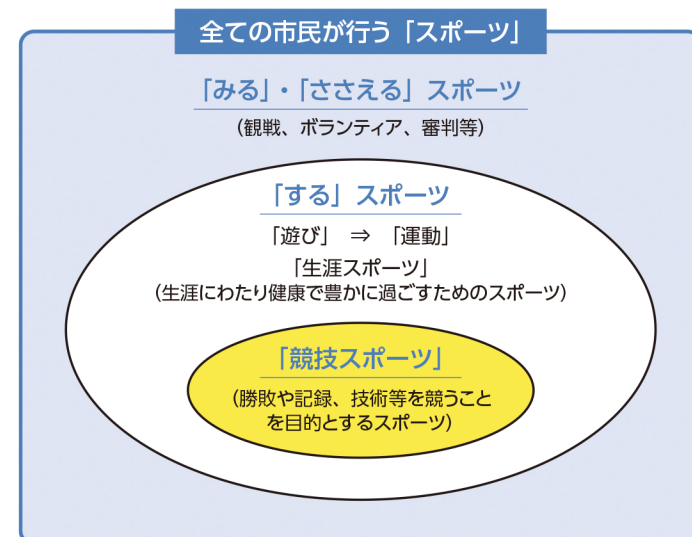 全ての市民が行う「スポーツ」
「みる」・「ささえる」スポーツ
(観戦、ボランティア、審判等)
「する」スポーツ
「遊び」 ⇒ 「運動」
「生涯スポーツ」
(生涯にわたり健康で豊かに過ごすためのスポーツ)
「競技スポーツ」
(勝敗や記録、技術等を競うこと
を目的とするスポーツ)